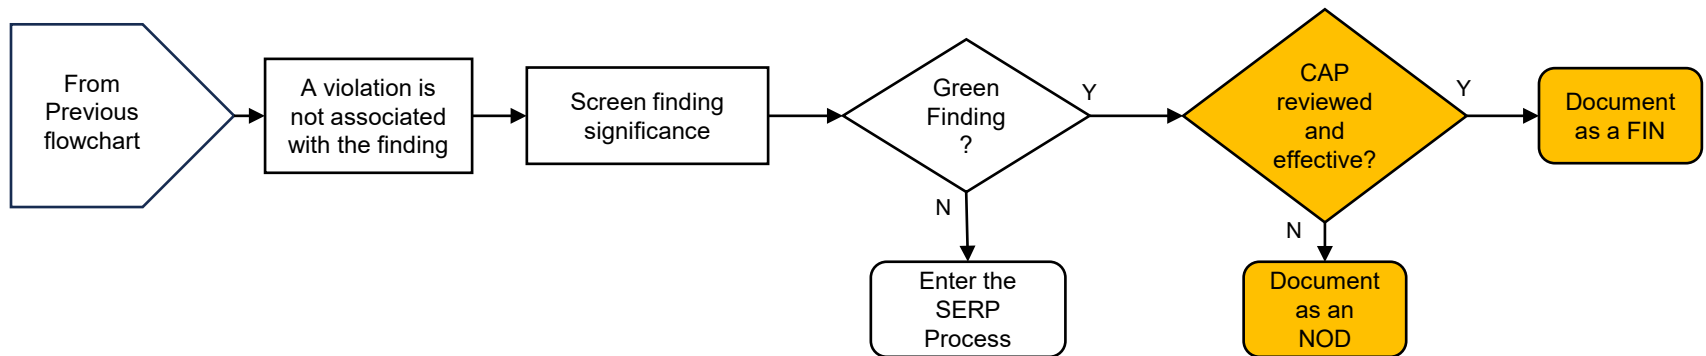 From
Previous
flowchart
A violation is
not associated
with the finding
Screen finding
significance
Green
Finding
?
Y
N
Enter the
SERP
Process
CAP
reviewed
and
effective?
Y
N
Document
as a FIN
Document
as an
NOD